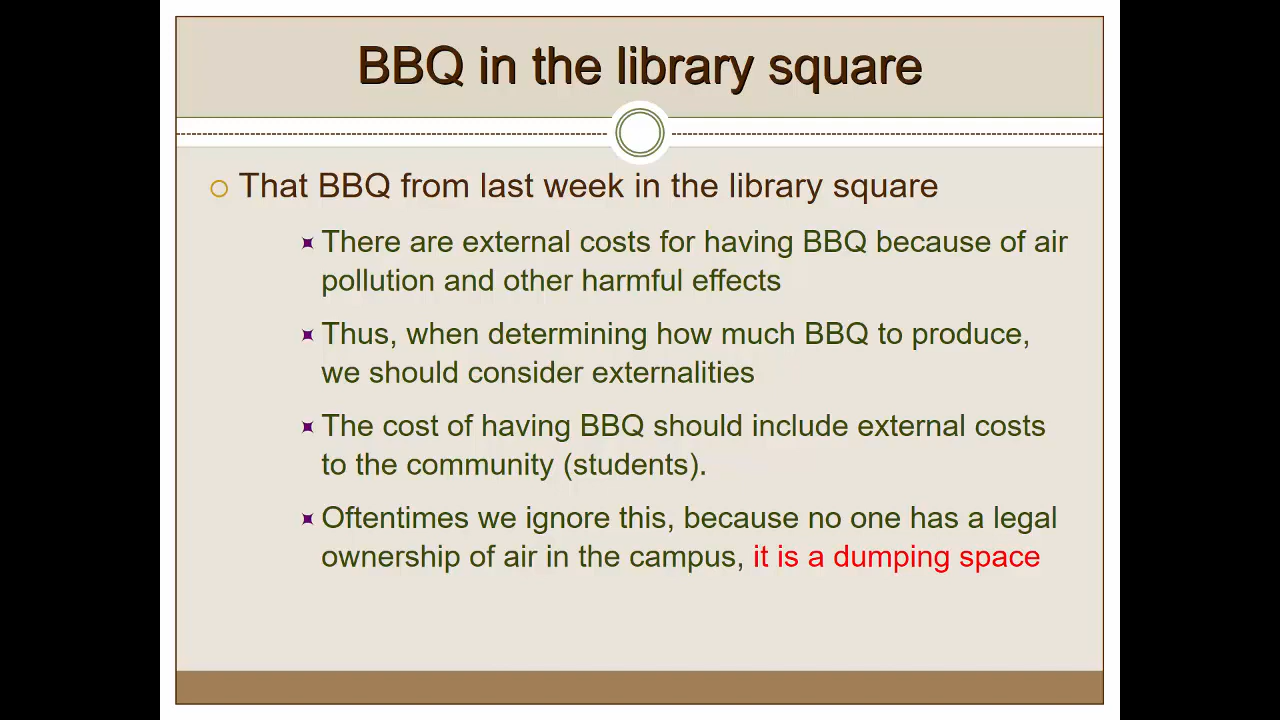 BBQ in the library square
That BBQ from last week in the library square
There are external costs for having BBQ because of air
pollution and other harmful effects
Thus, when determining how much BBQ to produce,
we should consider externalities
The cost of having BBQ should include external costs
to the community (students).
Oftentimes we ignore this, because no one has a legal
ownership of air in the campus, it is a dumping space